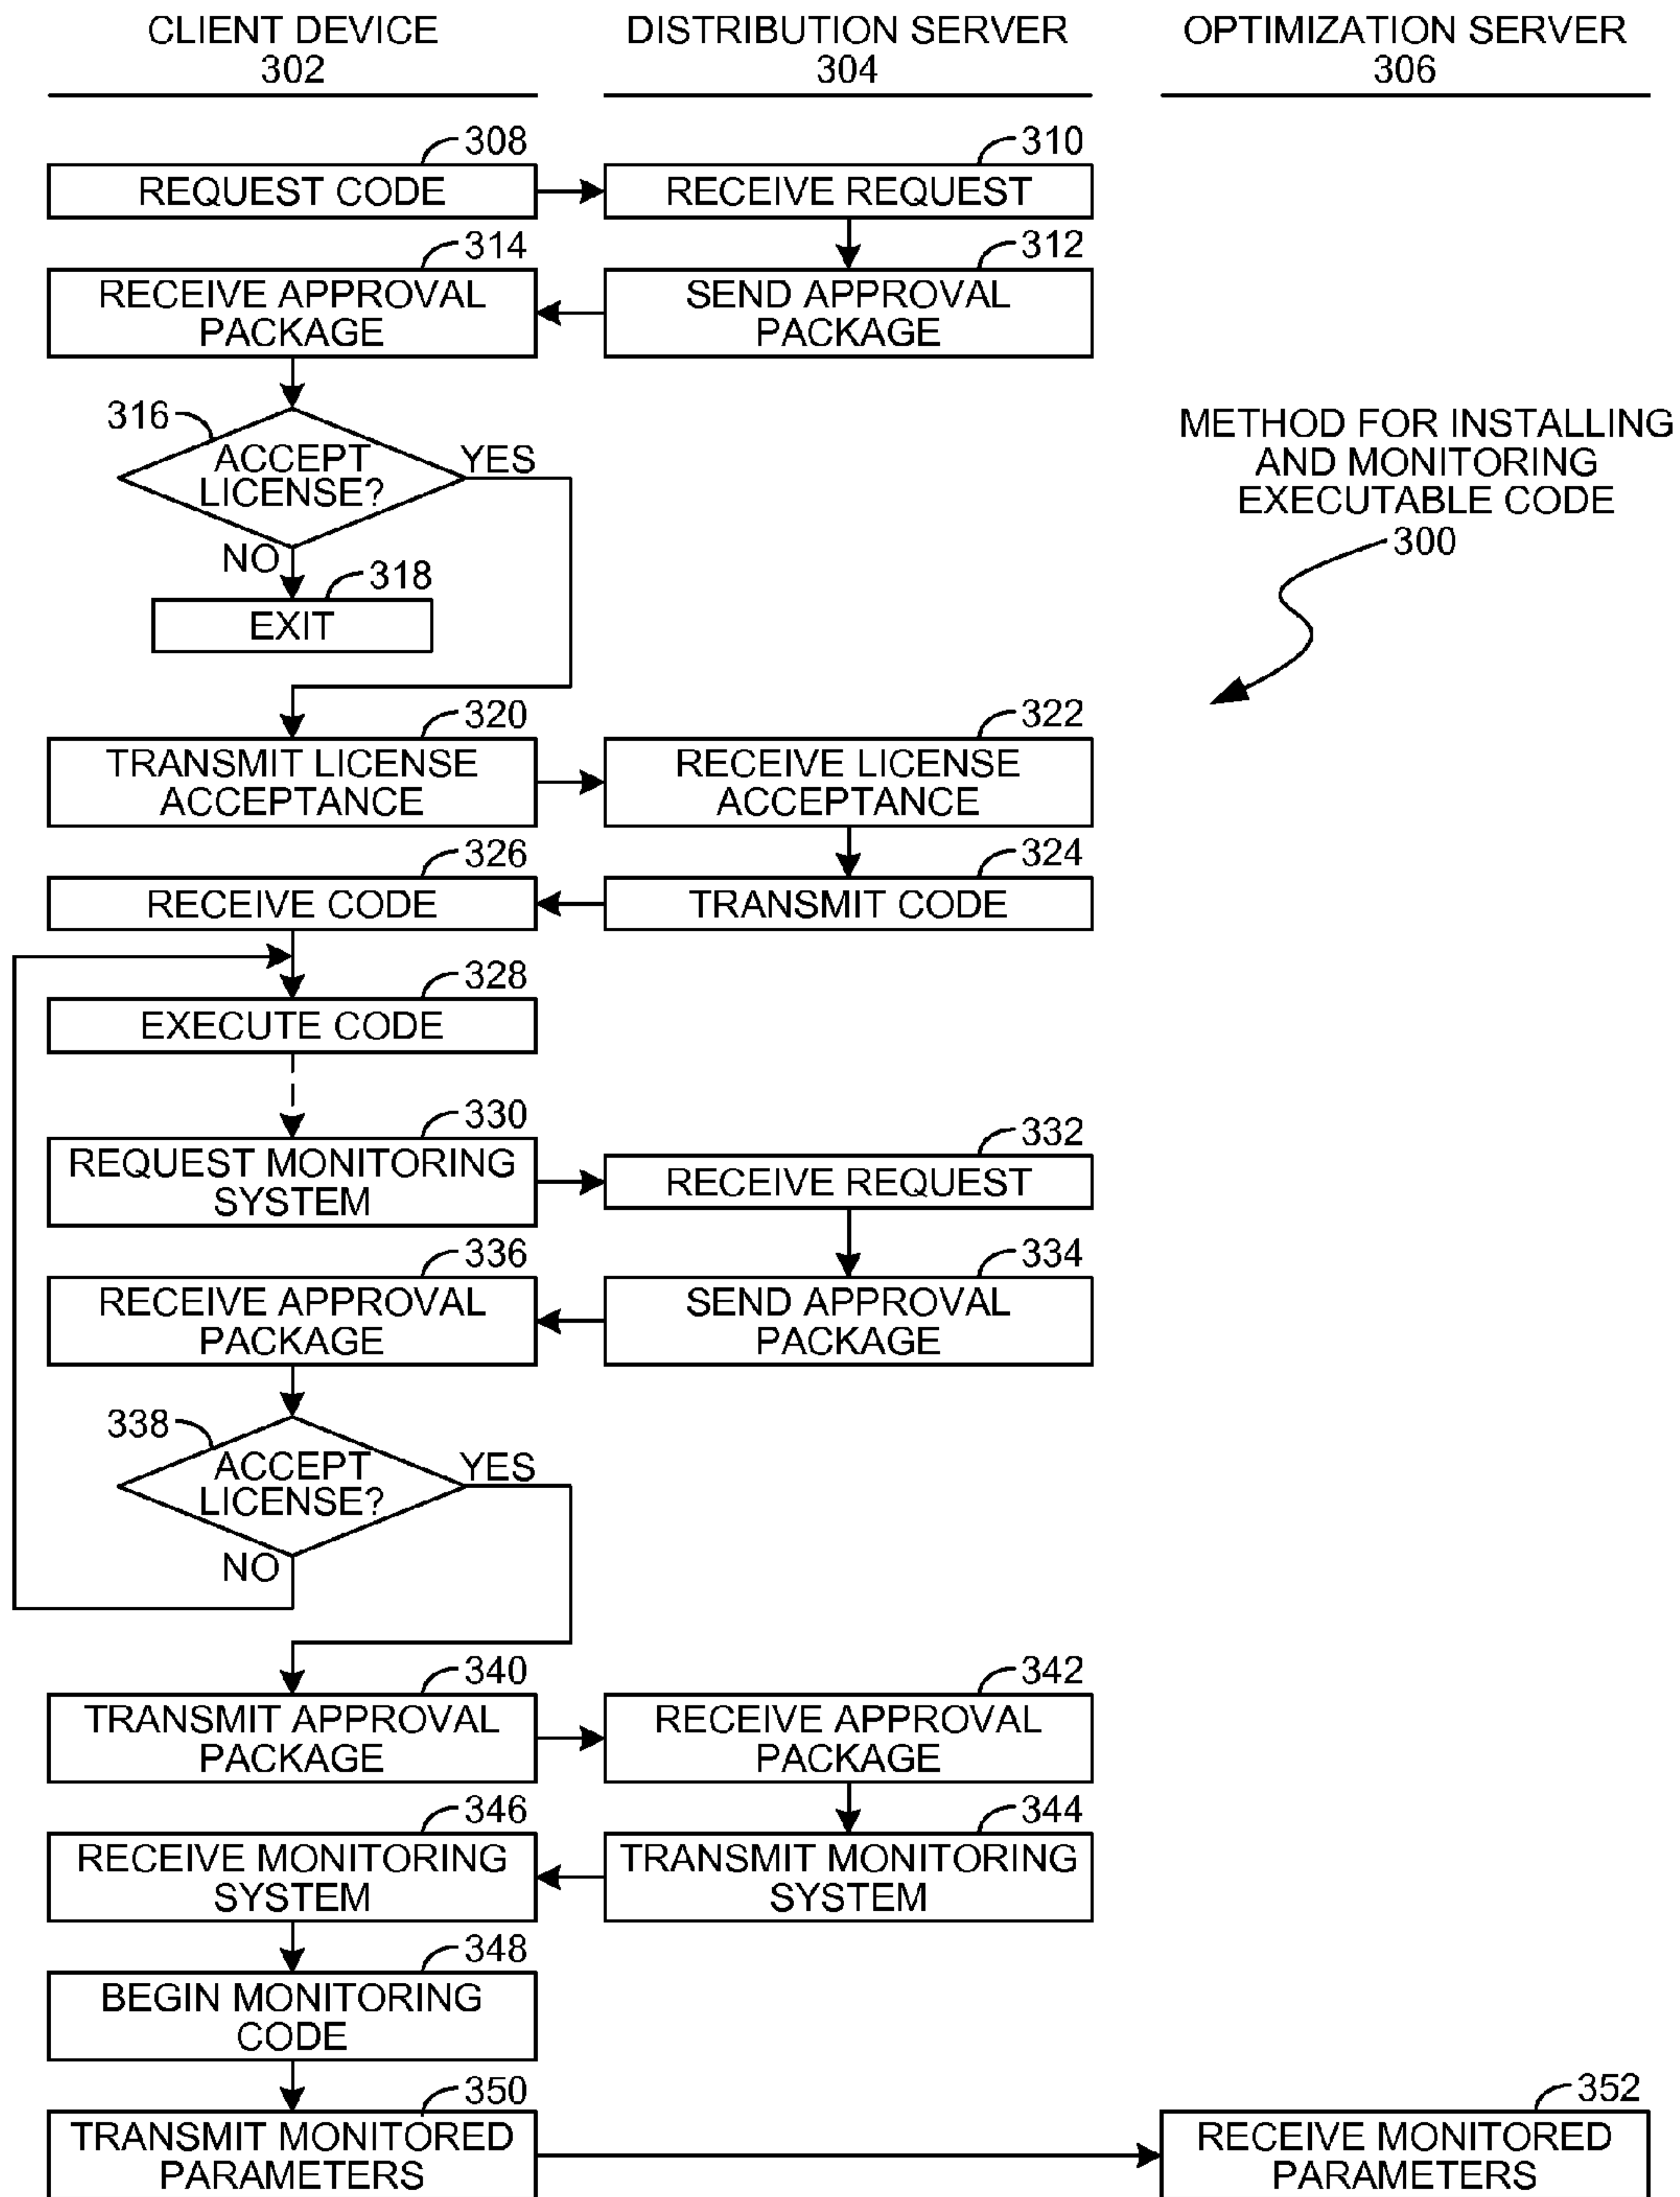 CLIENT DEVICE
302
DISTRIBUTION SERVER
304
OPTIMIZATION SERVER
306
308
REQUEST CODE
310
RECEIVE REQUEST
314
RECEIVE APPROVAL
PACKAGE
312
SEND APPROVAL
PACKAGE
316
ACCEPT
LICENSE?
YES
NO
318
EXIT
METHOD FOR INSTALLING
AND MONITORING
EXECUTABLE CODE
300
320
TRANSMIT LICENSE
ACCEPTANCE
322
RECEIVE LICENSE
ACCEPTANCE
326
RECEIVE CODE
324
TRANSMIT CODE
328
EXECUTE CODE
330
REQUEST MONITORING
SYSTEM
332
RECEIVE REQUEST
336
RECEIVE APPROVAL
PACKAGE
334
SEND APPROVAL
PACKAGE
338
ACCEPT
LICENSE?
YES
NO
340
TRANSMIT APPROVAL
PACKAGE
342
RECEIVE APPROVAL
PACKAGE
346
RECEIVE MONITORING
SYSTEM
344
TRANSMIT MONITORING
SYSTEM
348
BEGIN MONITORING
CODE
350
TRANSMIT MONITORED
PARAMETERS
352
RECEIVE MONITORED
PARAMETERS